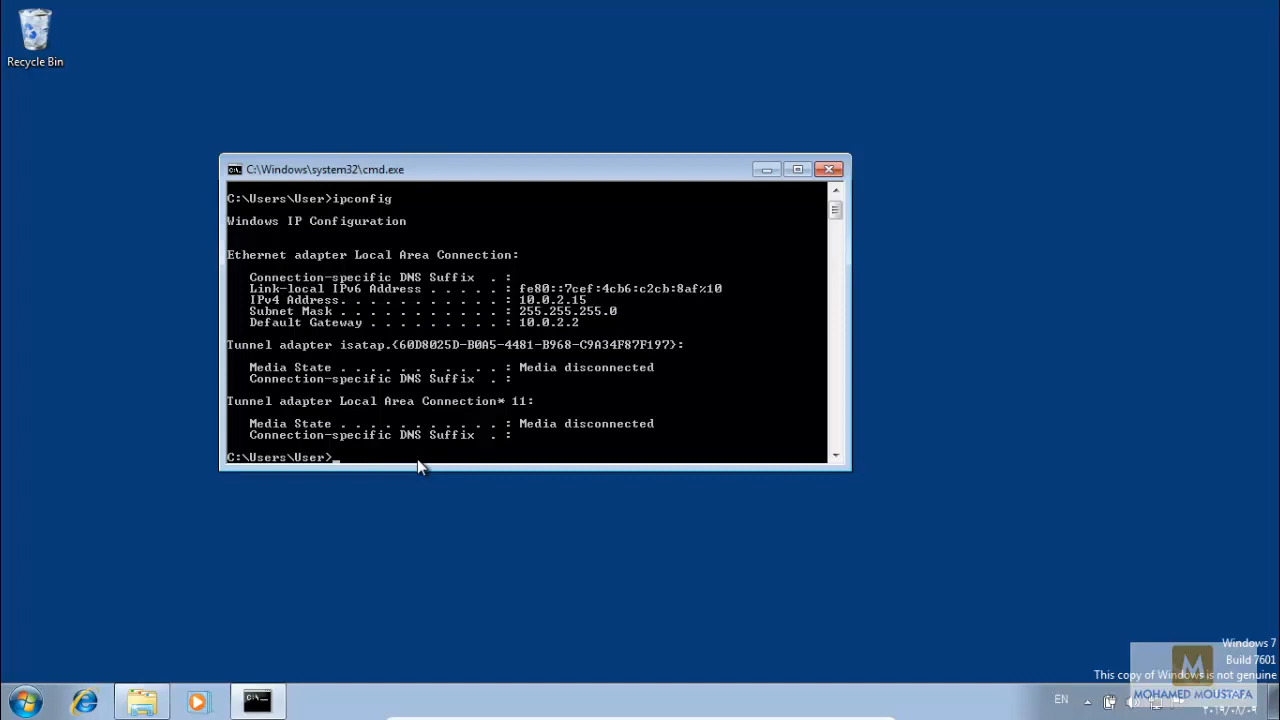 Recycle Bin
C:\Windows\system32\cmd.exe
C:\Users\User>ipconfig
Windows IP Configuration
Ethernet adapter Local Area Connection:
Connection-specific DNS Suffix . :
Link-local IPv6 Address . . . . . : fe80::7cef:4cb6:c2cb:8af%10
IPv4 Address. . . . . . . . . . . : 10.0.2.15
Subnet Mask . . . . . . . . . . . : 255.255.255.0
Default Gateway . . . . . . . . . : 10.0.2.2
Tunnel adapter isatap.{60D8025D-B0A5-4481-B968-C9A34F87F197}:
Media State . . . . . . . . . . . : Media disconnected
Connection-specific DNS Suffix . :
Tunnel adapter Local Area Connection* 11:
Media State . . . . . . . . . . . : Media disconnected
Connection-specific DNS Suffix . :
C:\Users\User>_
Windows 7
Build 7601
This copy of Windows is not genuine
M
MOHAMED MOUSTAFA
EN